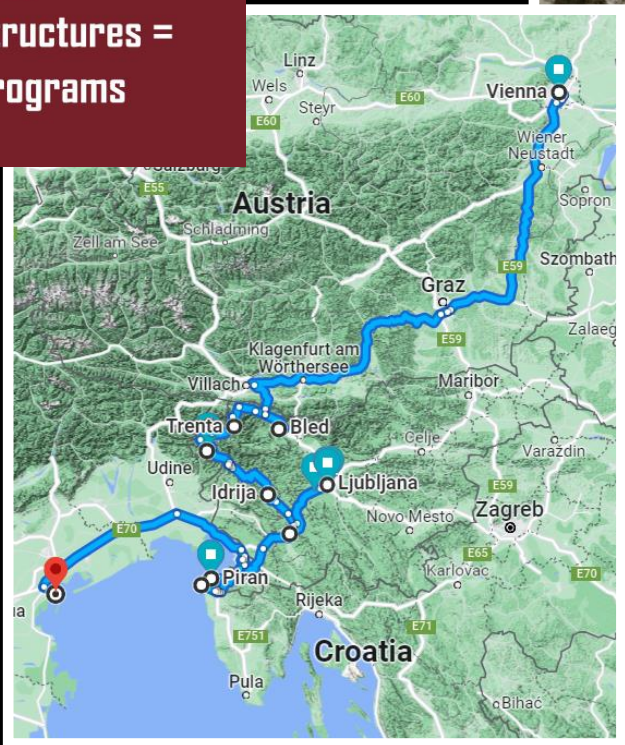 ructures =
rograms
Linz
Wels
Steyr
E60
E60
Vienna
Wiener
Neustadt
Salzburg
E55
Austria
Sopron
Schladming
Zell am See
Szombath
E59
Graz
E59
Zalaeg
Klagenfurt am
Wörthersee
Villach
Maribor
Trenta
Bled
Celje
Varaždin
Udine
Idrija
Ljubljana
E59
Novo Mesto
Zagreb
E70
E65
Karlovac
E70
Piran
Rijeka
ia
E751
E71
Croatia
Pula
Bihać